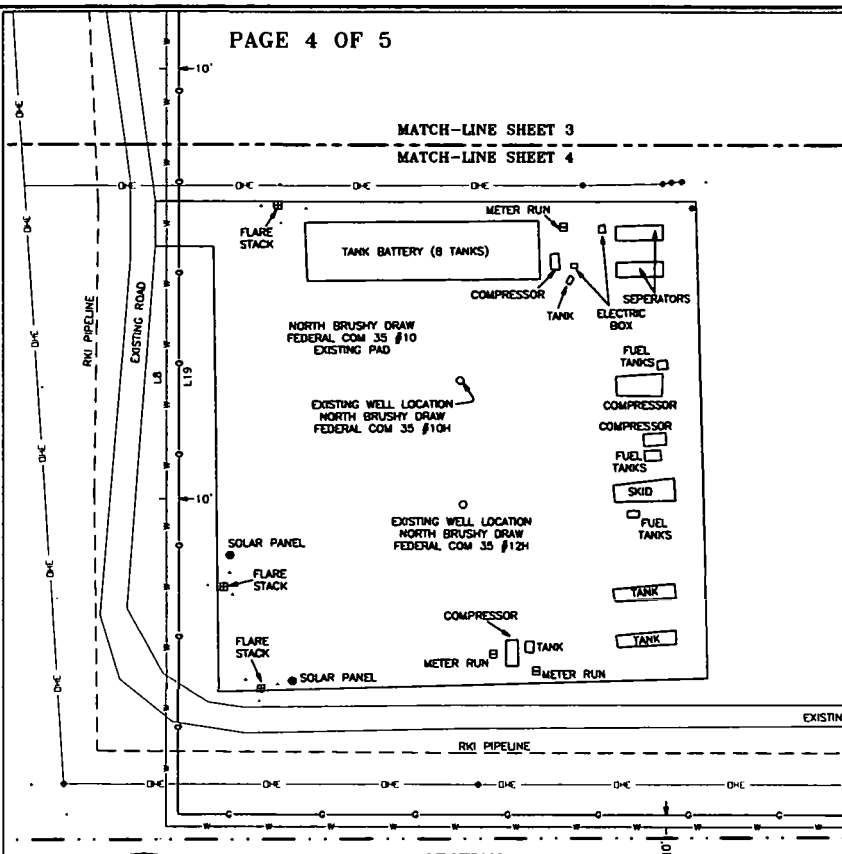 PAGE 4 OF 5
10'
MATCH-LINE SHEET 3
MATCH-LINE SHEET 4
OHE OHE OHE OHE
FLARE
STACK
TANK BATTERY (8 TANKS)
METER RUN
COMPRESSOR
TANK
ELECTRIC
BOX
SEPERATORS
RKI PIPELINE
EXISTING ROAD
L8
L19
NORTH BRUSHY DRAW
FEDERAL COM 35 #10
EXISTING PAD
EXISTING WELL LOCATION
NORTH BRUSHY DRAW
FEDERAL COM 35 #10H
FUEL
TANKS
COMPRESSOR
COMPRESSOR
FUEL
TANKS
SKID
FUEL
TANKS
10'
EXISTING WELL LOCATION
NORTH BRUSHY DRAW
FEDERAL COM 35 #12H
SOLAR PANEL
FLARE
STACK
TANK
TANK
COMPRESSOR
TANK
METER RUN
METER RUN
FLARE
STACK
SOLAR PANEL
EXISTIN
RKI PIPELINE
OHE OHE OHE OHE OHE
G G G G G
W W W W W W